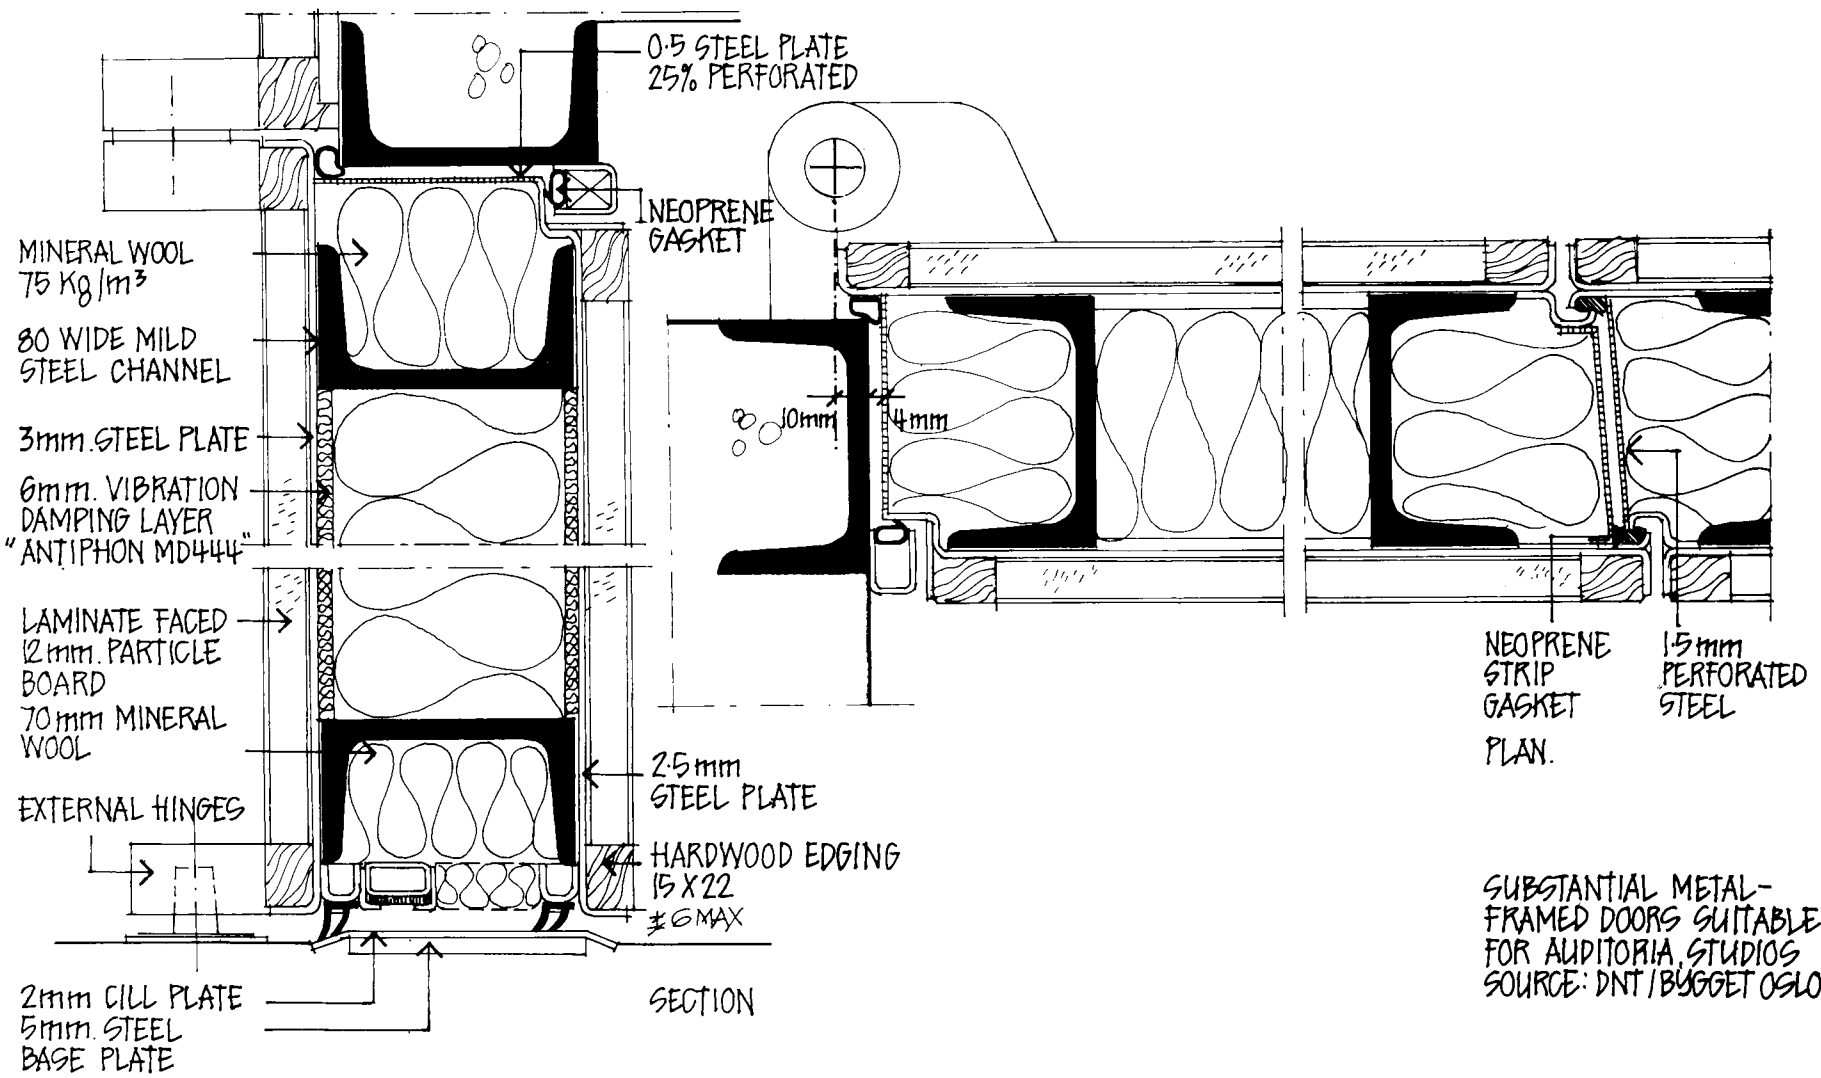 0·5 STEEL PLATE
25% PERFORATED
NEOPRENE
GASKET
MINERAL WOOL
75 Kg/m³
80 WIDE MILD
STEEL CHANNEL
3mm. STEEL PLATE
6mm. VIBRATION
DAMPING LAYER
"ANTIPHON MD444"
LAMINATE FACED
12mm. PARTICLE
BOARD
70mm MINERAL
WOOL
EXTERNAL HINGES
2mm CILL PLATE
5mm. STEEL
BASE PLATE
2·5mm
STEEL PLATE
HARDWOOD EDGING
15 X 22
±6 MAX
SECTION
10mm
4mm
NEOPRENE
STRIP
GASKET
1·5mm
PERFORATED
STEEL
PLAN.
SUBSTANTIAL METAL-
FRAMED DOORS SUITABLE
FOR AUDITORIA, STUDIOS
SOURCE: DNT/BYGGET OSLO